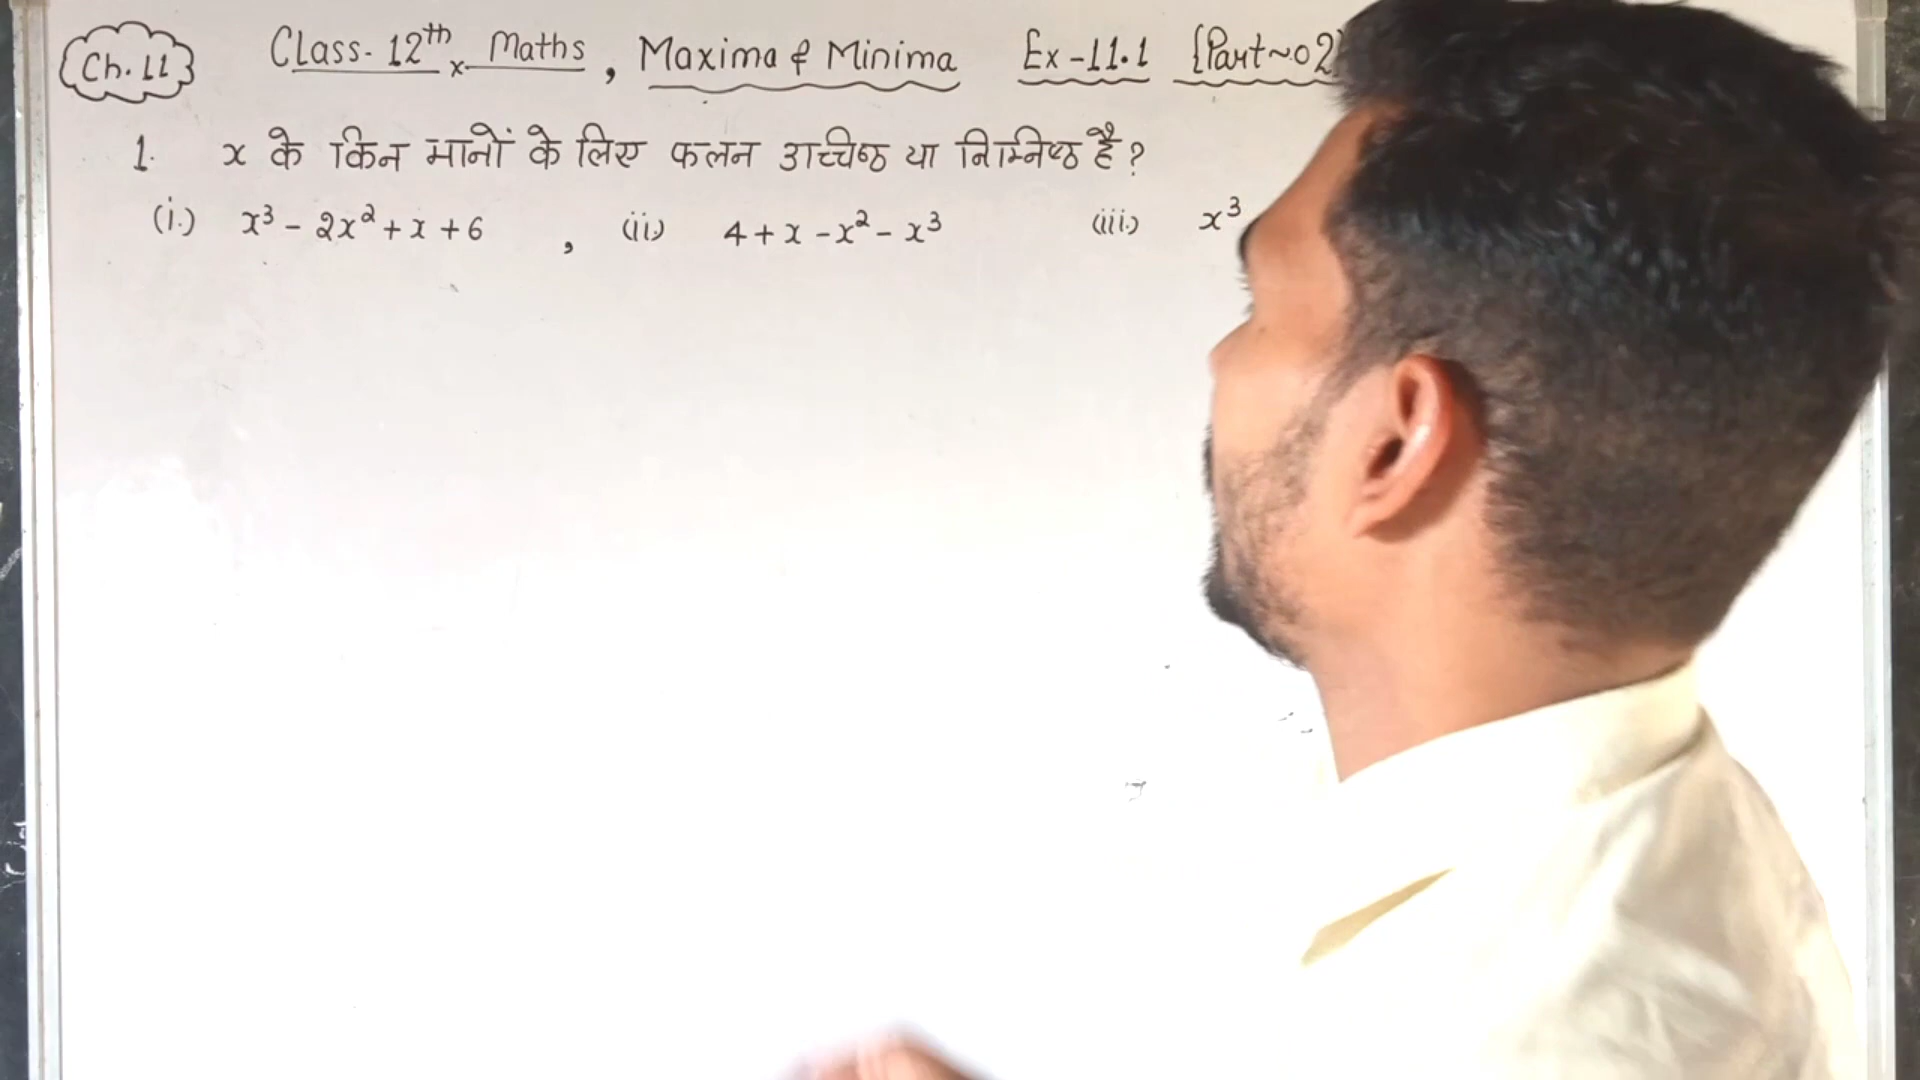 Ch. 11 Class- 12th x Maths , Maxima & Minima Ex-11.1 {Part~02}
1. x के किन मानों के लिए फलन उच्चिष्ठ या निम्निष्ठ है?
(i.) x³ - 2x² + x + 6 , (ii) 4 + x - x² - x³ (iii) x³